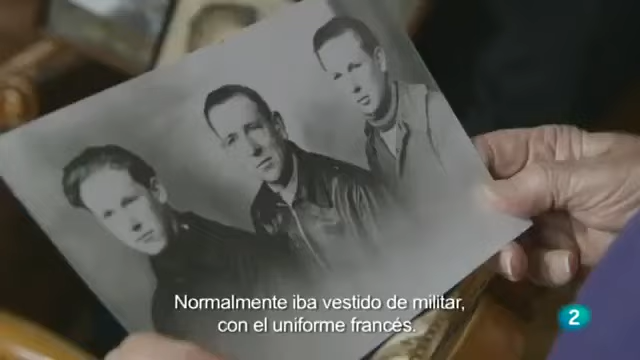 Normalmente iba vestido de militar,
con el uniforme francés.
2